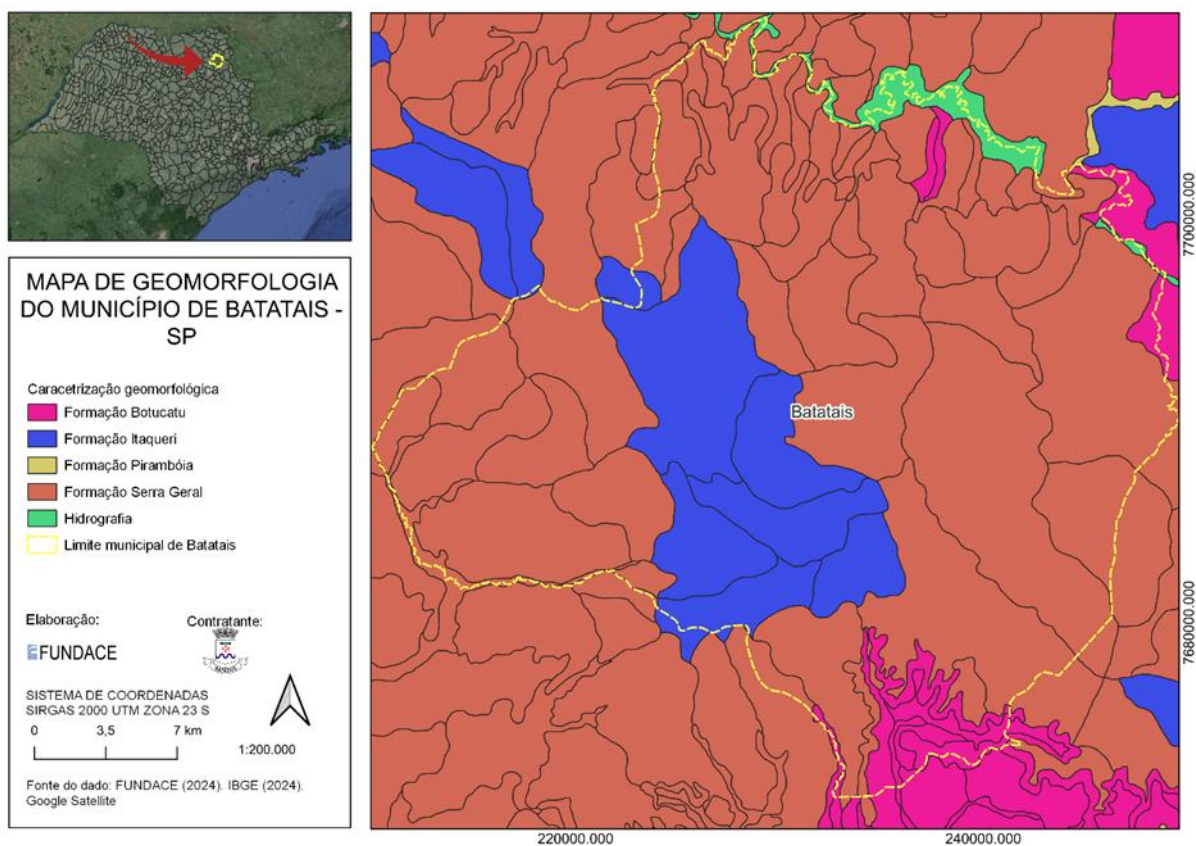 MAPA DE GEOMORFOLOGIA
DO MUNICÍPIO DE BATATAIS -
SP
Caracetrização geomorfológica
Formação Botucatu
Formação Itaqueri
Formação Pirambóia
Formação Serra Geral
Hidrografia
Limite municipal de Batatais
Elaboração:
Contratante:
FUNDACE
SISTEMA DE COORDENADAS
SIRGAS 2000 UTM ZONA 23 S
0 3,5 7 km
1:200.000
Fonte do dado: FUNDACE (2024). IBGE (2024).
Google Satellite
Batatais
7700000.000
7680000.000
220000.000
240000.000